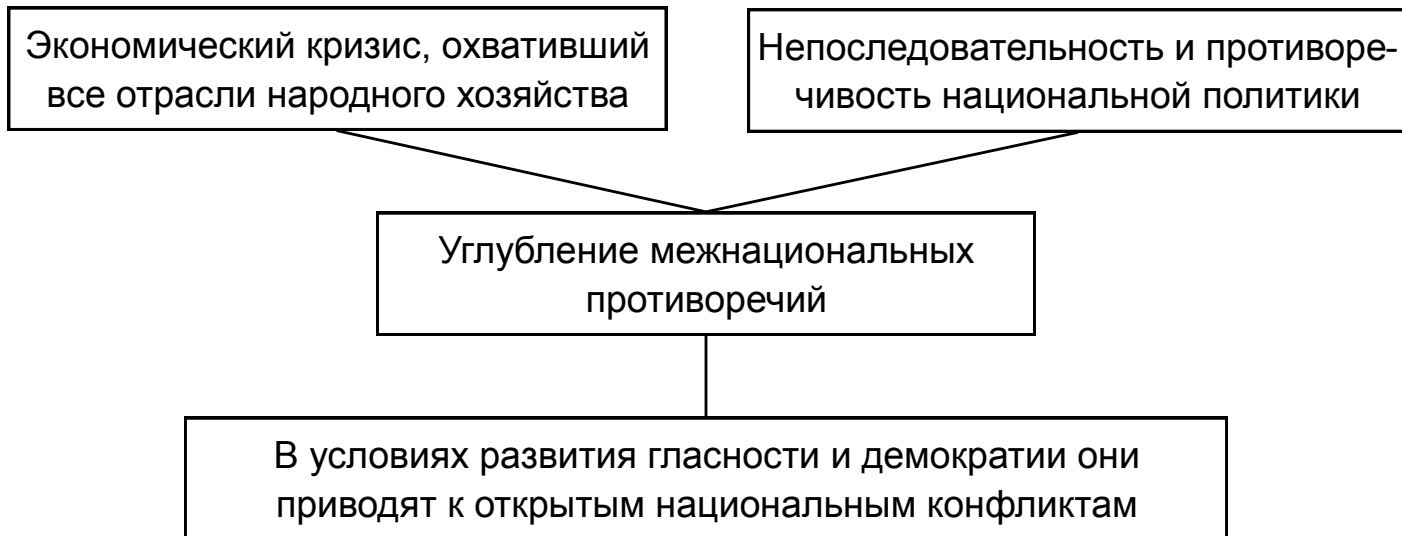 Экономический кризис, охвативший
все отрасли народного хозяйства
Непоследовательность и противоре-
чивость национальной политики
Углубление межнациональных
противоречий
В условиях развития гласности и демократии они
приводят к открытым национальным конфликтам